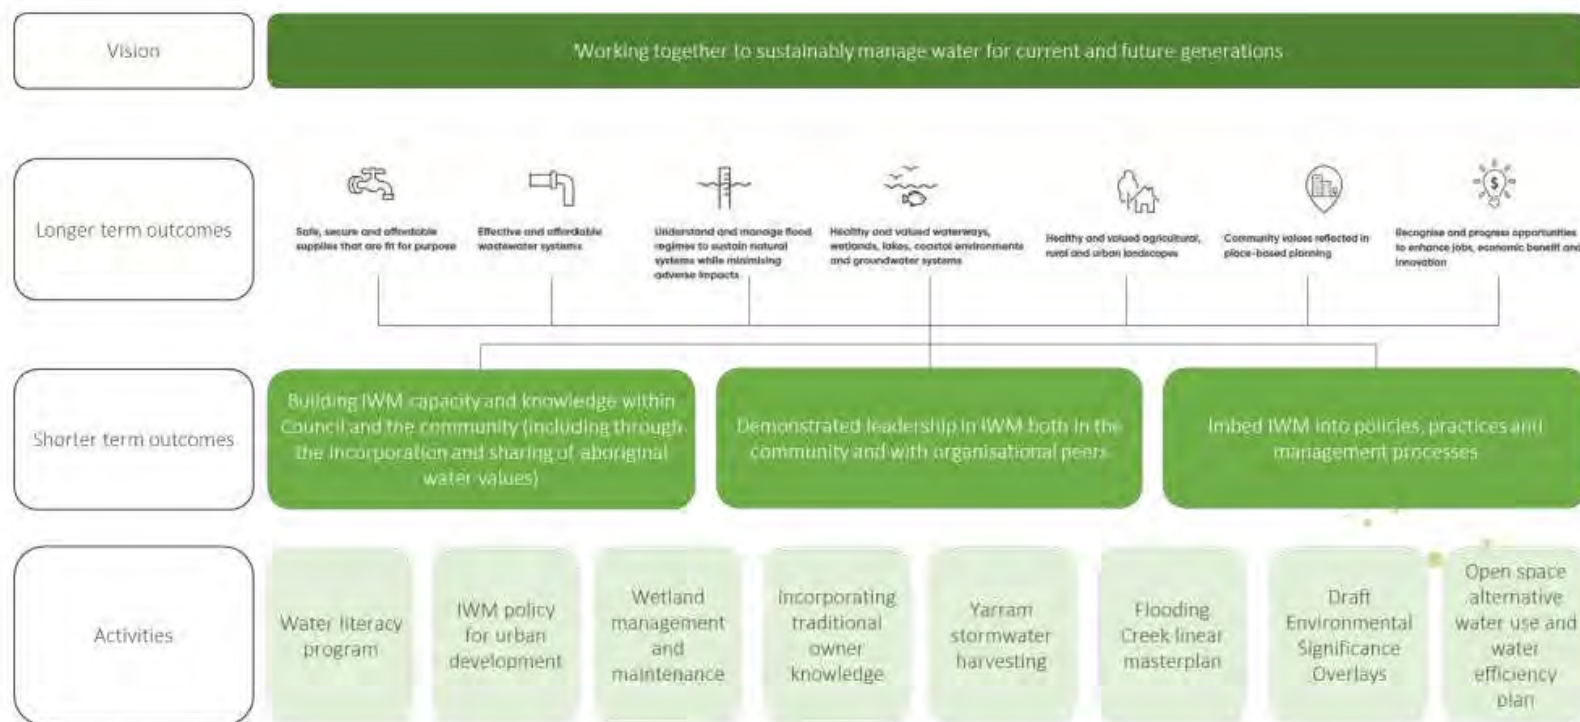 Vision
Working together to sustainably manage water for current and future generations
Longer term outcomes
Safe, secure and affordable
supplies that are fit for purpose
Effective and affordable
wastewater systems
Understand and manage flood
regimes to sustain natural
systems while minimising
adverse impacts
Healthy and valued waterways,
wetlands, lakes, coastal environments
and groundwater systems
Healthy and valued agricultural,
rural and urban landscapes
Community values reflected in
place-based planning
Recognise and progress opportunities
to enhance jobs, economic benefit and
innovation
Shorter term outcomes
Building IWM capacity and knowledge within
Council and the community (including through
the incorporation and sharing of aboriginal
water values)
Demonstrated leadership in IWM both in the
community and with organisational peers
Imbed IWM into policies, practices and
management processes
Activities
Water literacy
program
IWM policy
for urban
development
Wetland
management
and
maintenance
Incorporating
traditional
owner
knowledge
Yarram
stormwater
harvesting
Flooding
Creek linear
masterplan
Draft
Environmental
Significance
Overlays
Open space
alternative
water use and
water
efficiency
plan